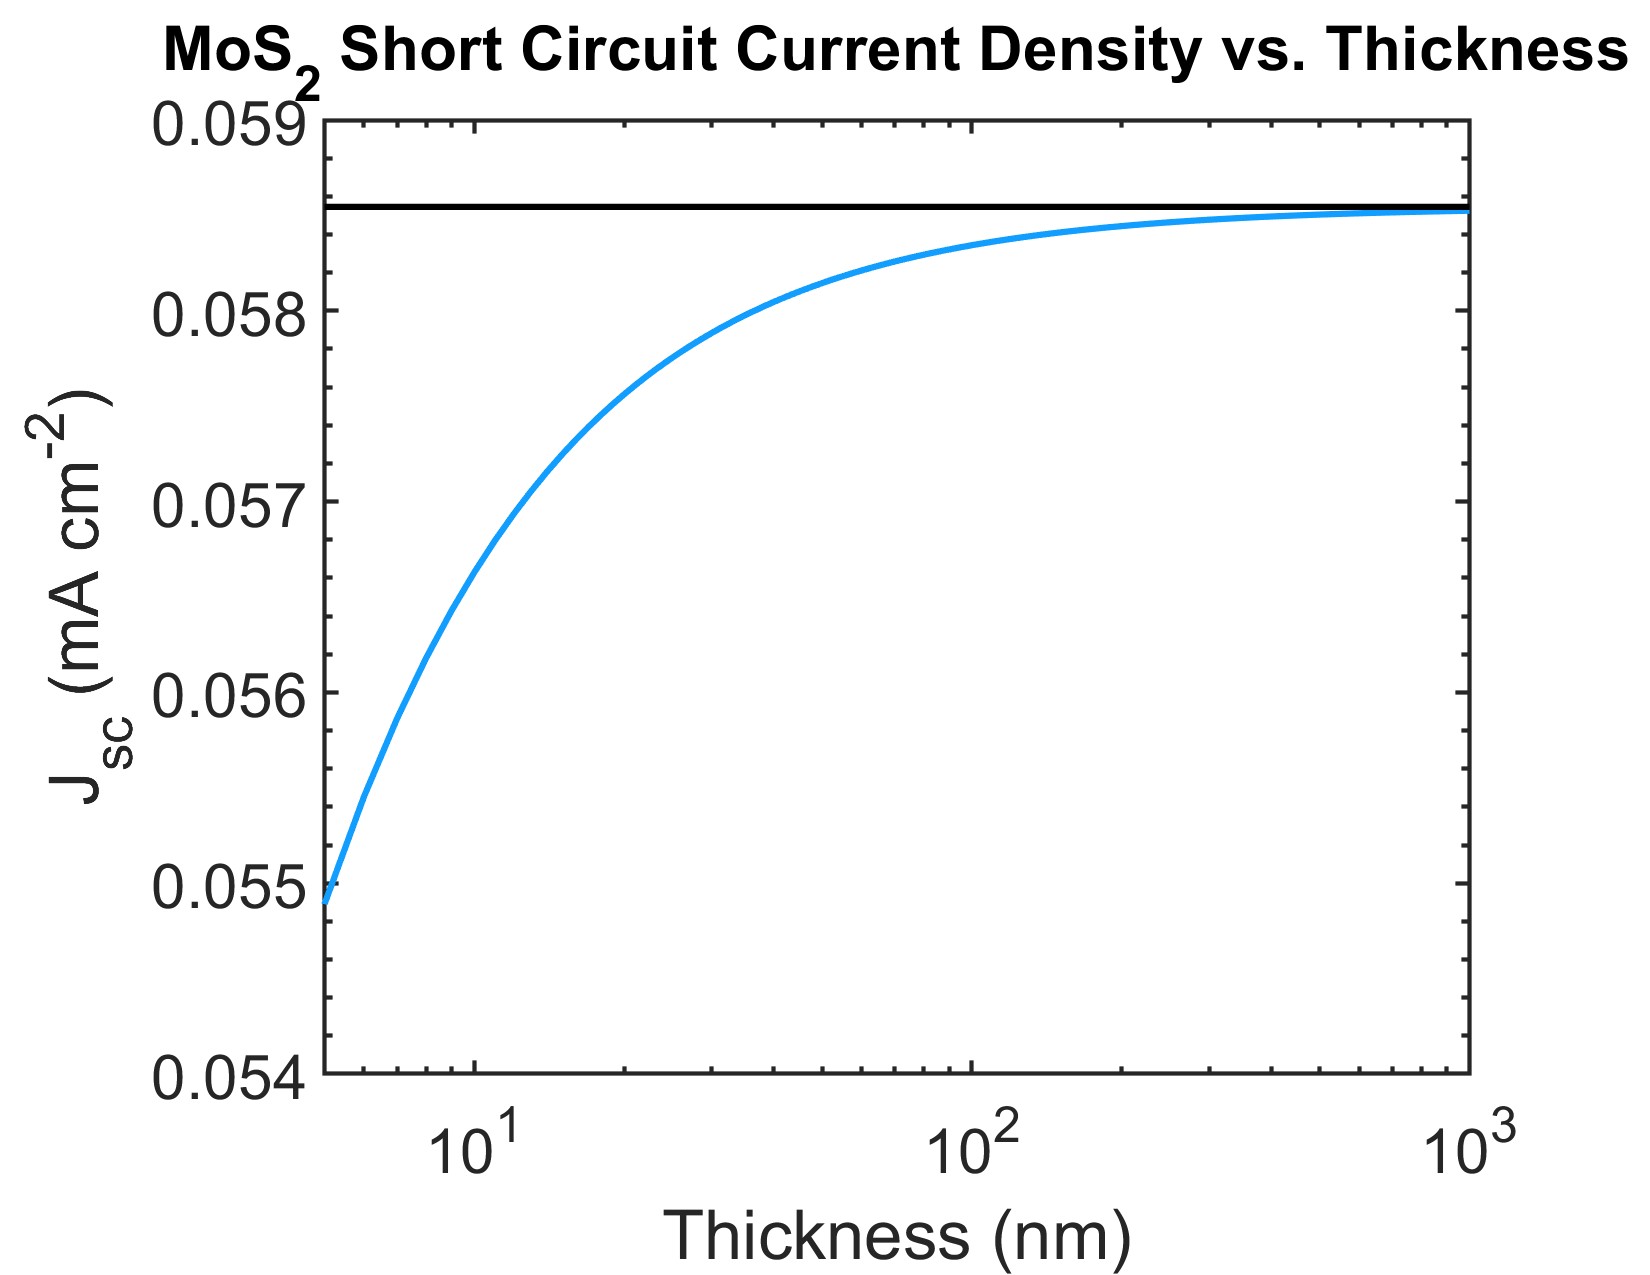 MoS₂ Short Circuit Current Density vs. Thickness
0.059
0.058
0.057
0.056
0.055
0.054
J_sc (mA cm⁻²)
10¹ 10² 10³
Thickness (nm)